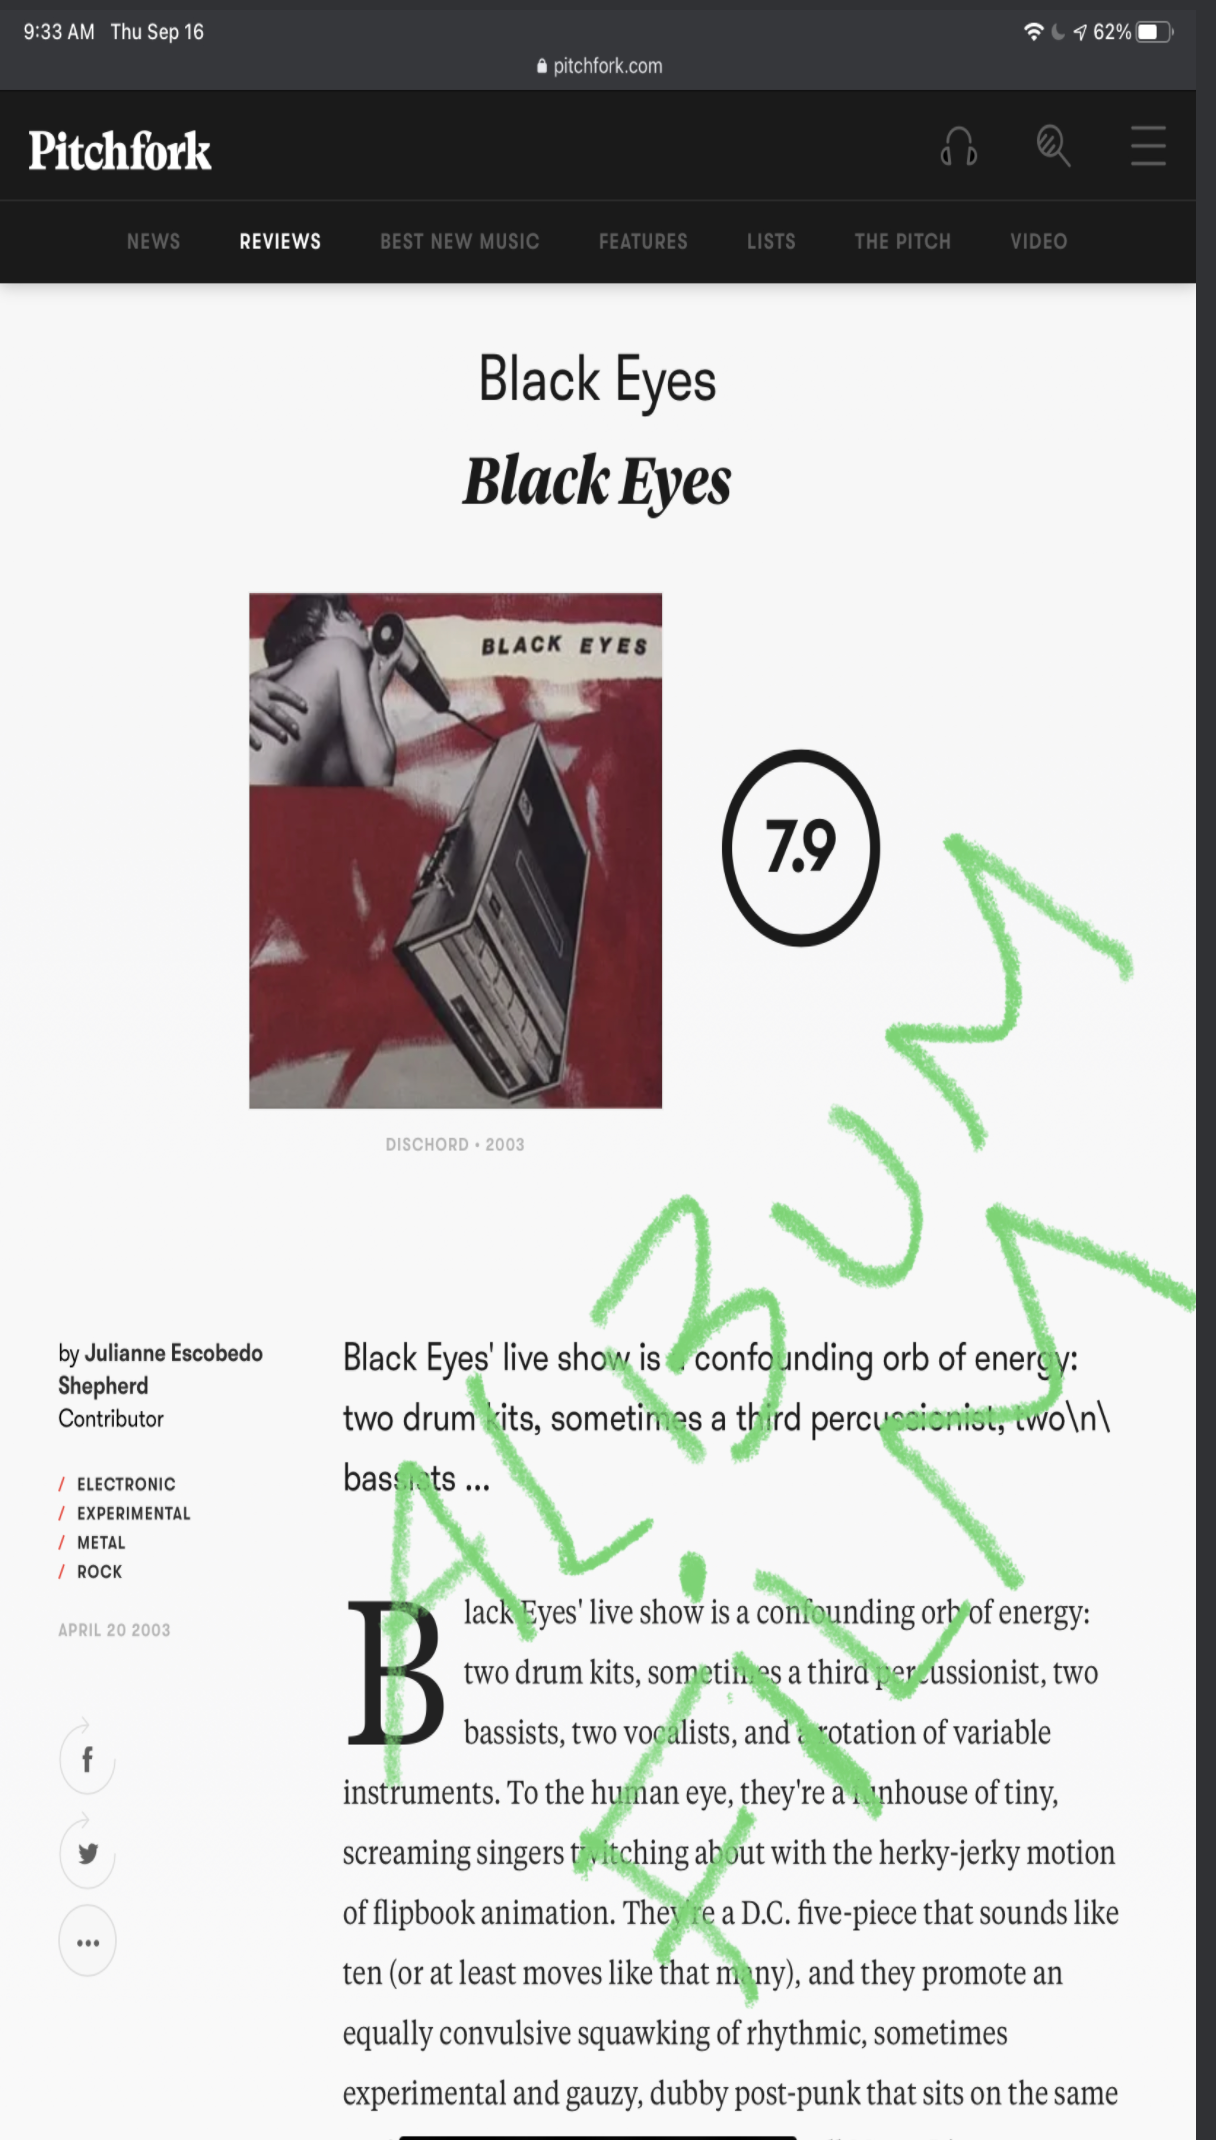 9:33 AM Thu Sep 16
62%
pitchfork.com
Pitchfork
NEWS REVIEWS BEST NEW MUSIC FEATURES LISTS THE PITCH VIDEO
Black Eyes
Black Eyes
BLACK EYES
7.9
DISCHORD • 2003
by Julianne Escobedo
Shepherd
Contributor
/ ELECTRONIC
/ EXPERIMENTAL
/ METAL
/ ROCK
APRIL 20 2003
Black Eyes' live show is a confounding orb of energy:
two drum kits, sometimes a third percussionist, two\n\
bassists ...
Black Eyes' live show is a confounding orb of energy:
two drum kits, sometimes a third percussionist, two
bassists, two vocalists, and a rotation of variable
instruments. To the human eye, they're a funhouse of tiny,
screaming singers twitching about with the herky-jerky motion
of flipbook animation. They're a D.C. five-piece that sounds like
ten (or at least moves like that many), and they promote an
equally convulsive squawking of rhythmic, sometimes
experimental and gauzy, dubby post-punk that sits on the same
ALBUM
FILM